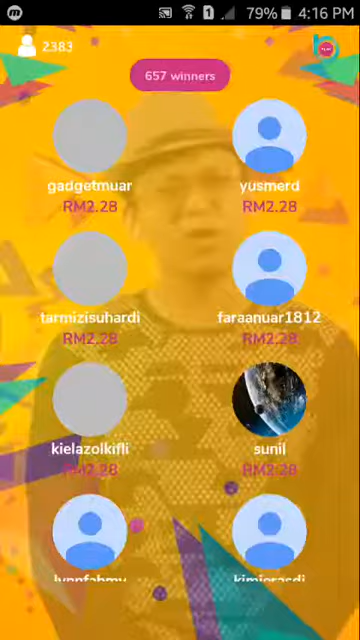 79% 4:16 PM
2383
657 winners
gadgetmuar yusmerd
RM2.28 RM2.28
tarmizisuhardi faraanuar1812
RM2.28 RM2.28
kielazolkifli sunil
RM2.28 RM2.28